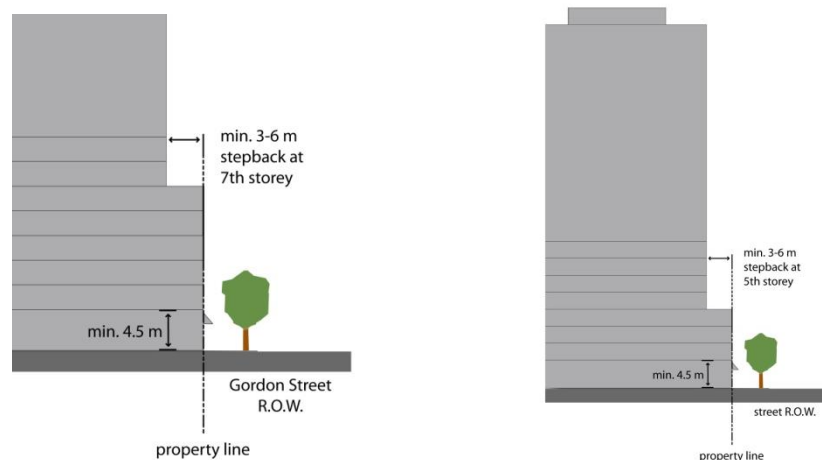 min. 3-6 m
stepback at
7th storey
min. 4.5 m
Gordon Street
R.O.W.
property line
min. 3-6 m
stepback at
5th storey
min. 4.5 m
street R.O.W.
property line